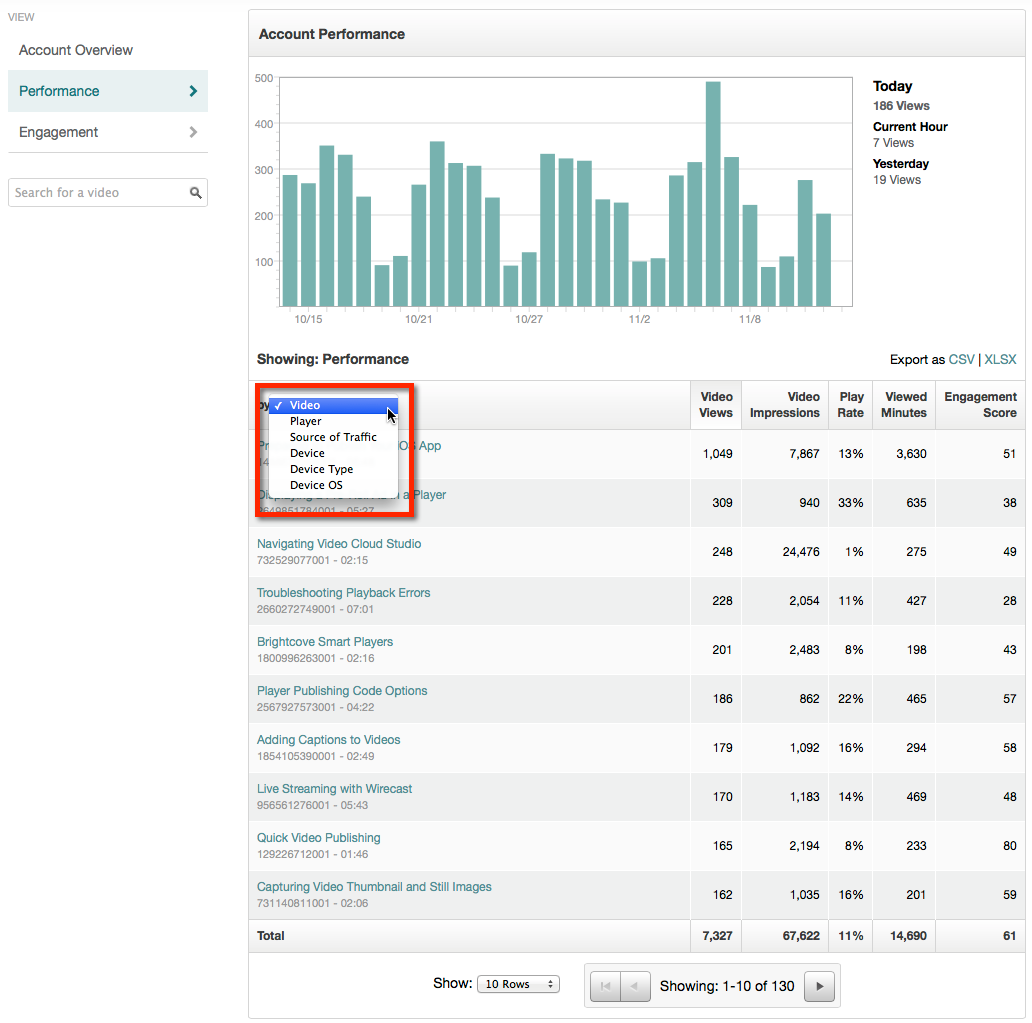 VIEW
Account Overview
Performance
Engagement
Search for a video
Account Performance
500
400
300
200
100
10/15
10/21
10/27
11/2
11/8
Today
186 Views
Current Hour
7 Views
Yesterday
19 Views
Showing: Performance
Export as CSV | XLSX
by
✓ Video
Player
Source of Traffic
Device
Device Type
Device OS
Video Views
Video Impressions
Play Rate
Viewed Minutes
Engagement Score
App
1,049 7,867 13% 3,630 51
in a Player
2649851784001 - 05:27
309 940 33% 635 38
Navigating Video Cloud Studio
732529077001 - 02:15
248 24,476 1% 275 49
Troubleshooting Playback Errors
2660272749001 - 07:01
228 2,054 11% 427 28
Brightcove Smart Players
1800996263001 - 02:16
201 2,483 8% 198 43
Player Publishing Code Options
2567927573001 - 04:22
186 862 22% 465 57
Adding Captions to Videos
1854105390001 - 02:49
179 1,092 16% 294 58
Live Streaming with Wirecast
956561276001 - 05:43
170 1,183 14% 469 48
Quick Video Publishing
129226712001 - 01:46
165 2,194 8% 233 80
Capturing Video Thumbnail and Still Images
731140811001 - 02:06
162 1,035 16% 201 59
Total 7,327 67,622 11% 14,690 61
Show: 10 Rows
Showing: 1-10 of 130